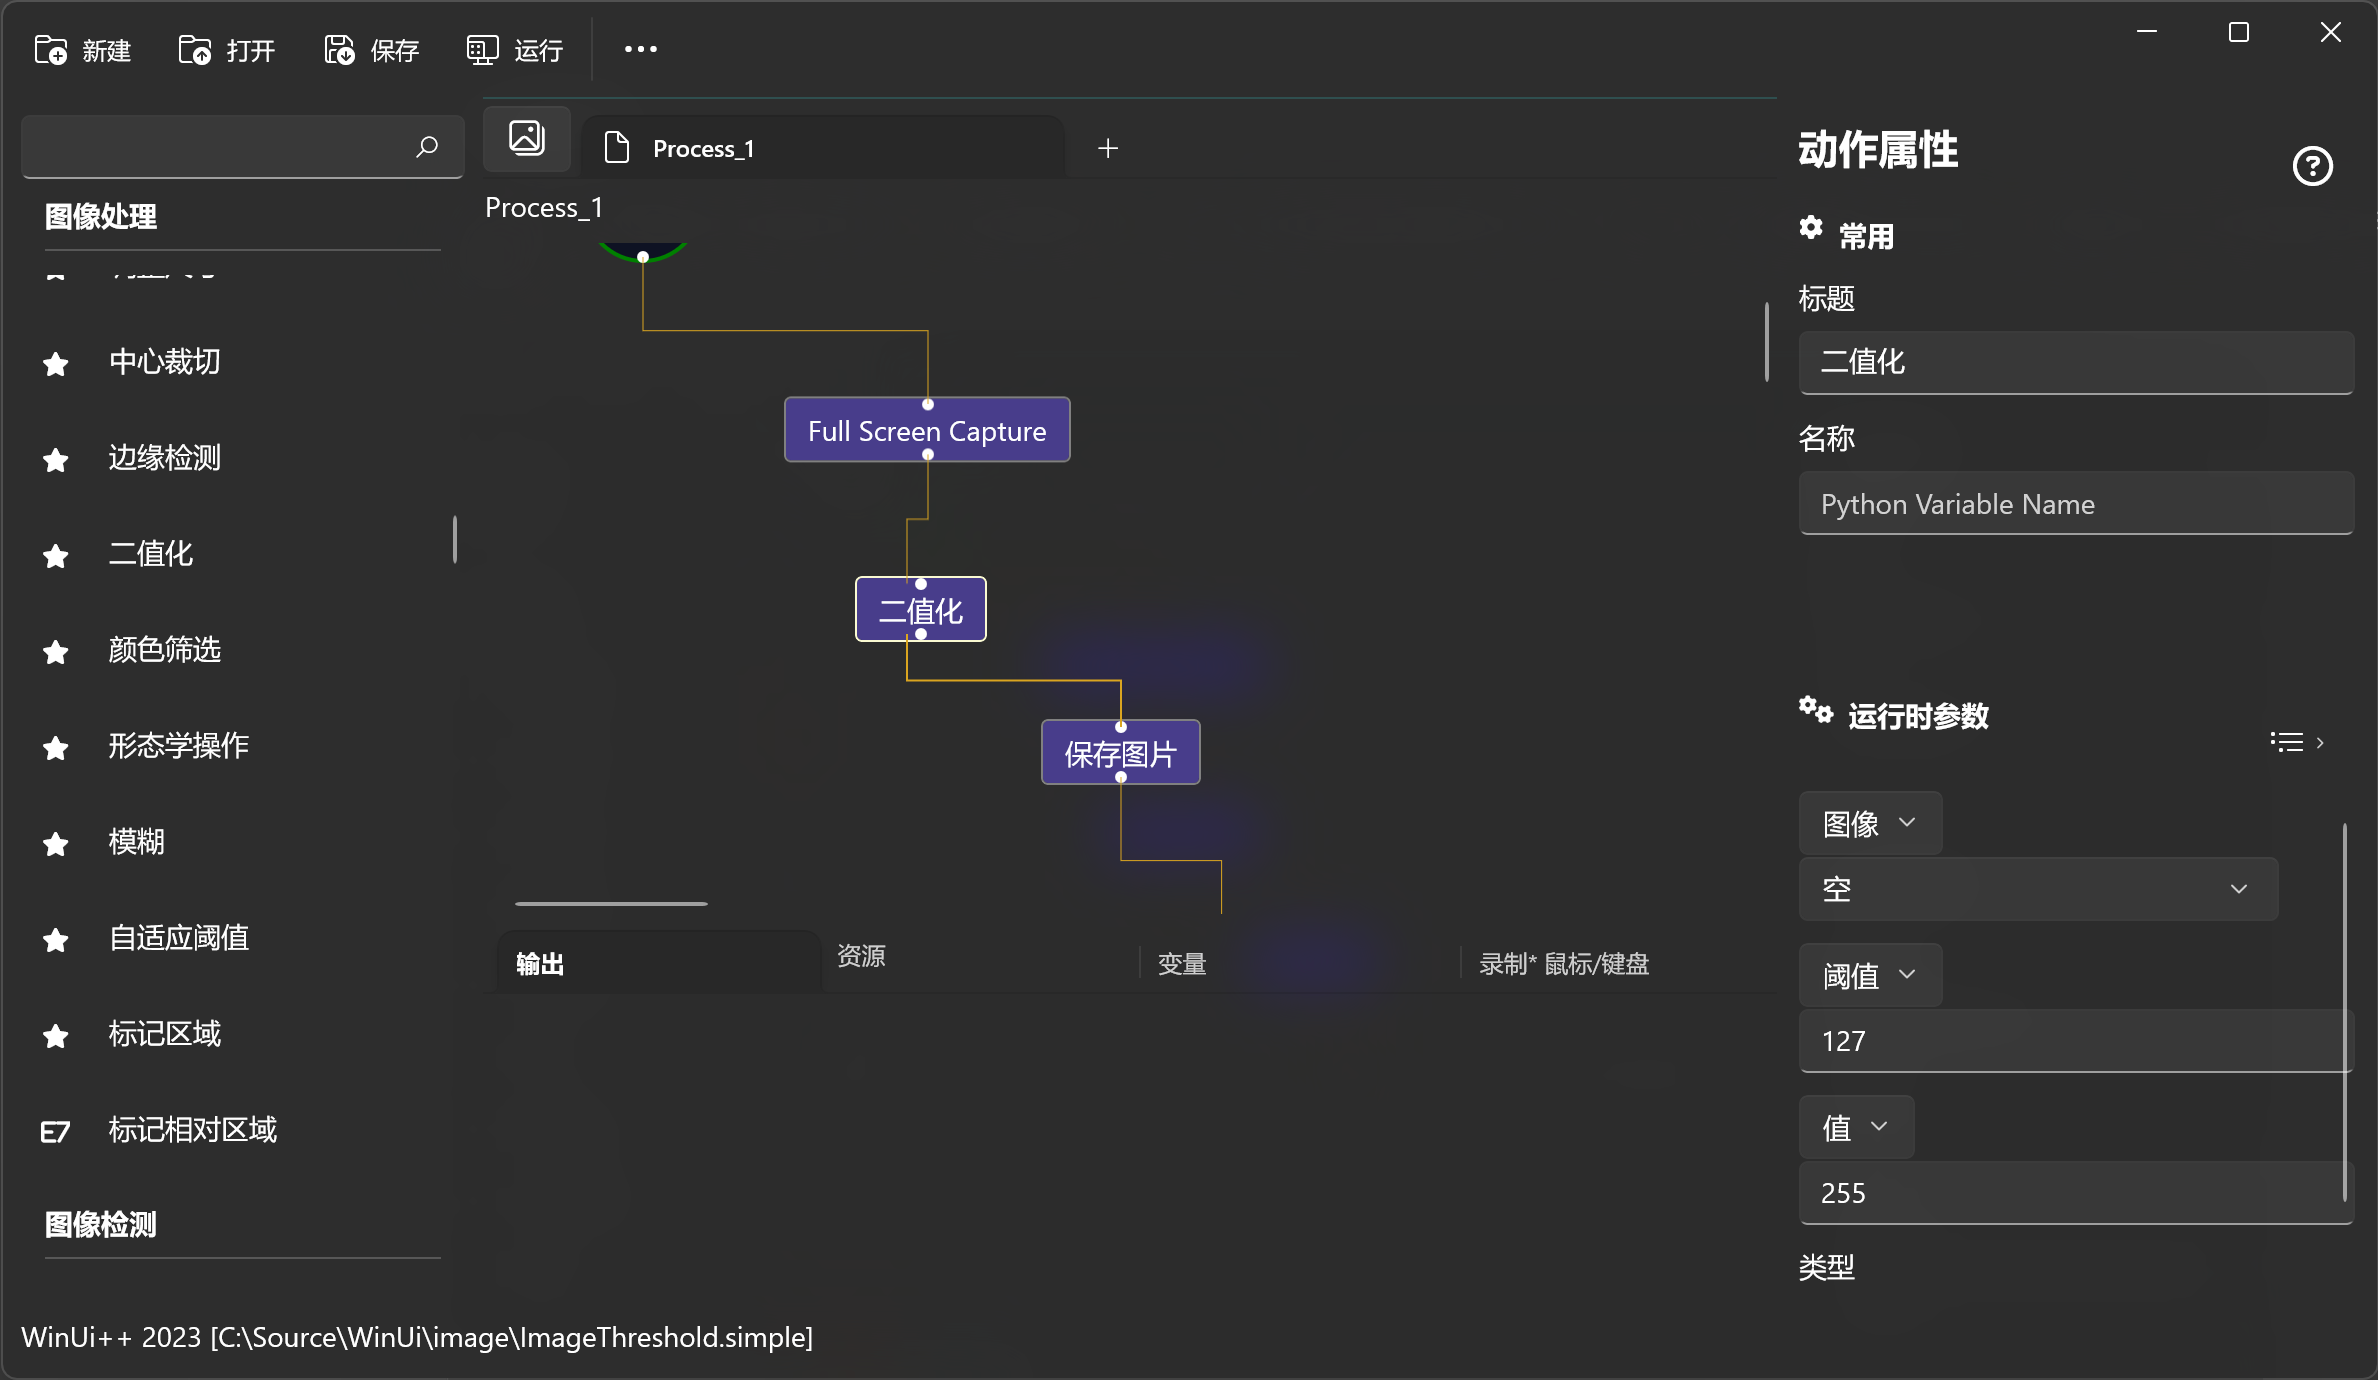 新建
打开
保存
运行
Process_1
Process_1
图像处理
中心裁切
边缘检测
二值化
颜色筛选
形态学操作
模糊
自适应阈值
标记区域
E7 标记相对区域
图像检测
Full Screen Capture
二值化
保存图片
输出
资源
变量
录制* 鼠标/键盘
动作属性
常用
标题
二值化
名称
Python Variable Name
运行时参数
图像
空
阈值
127
值
255
类型
WinUi++ 2023 [C:\Source\WinUi\image\ImageThreshold.simple]